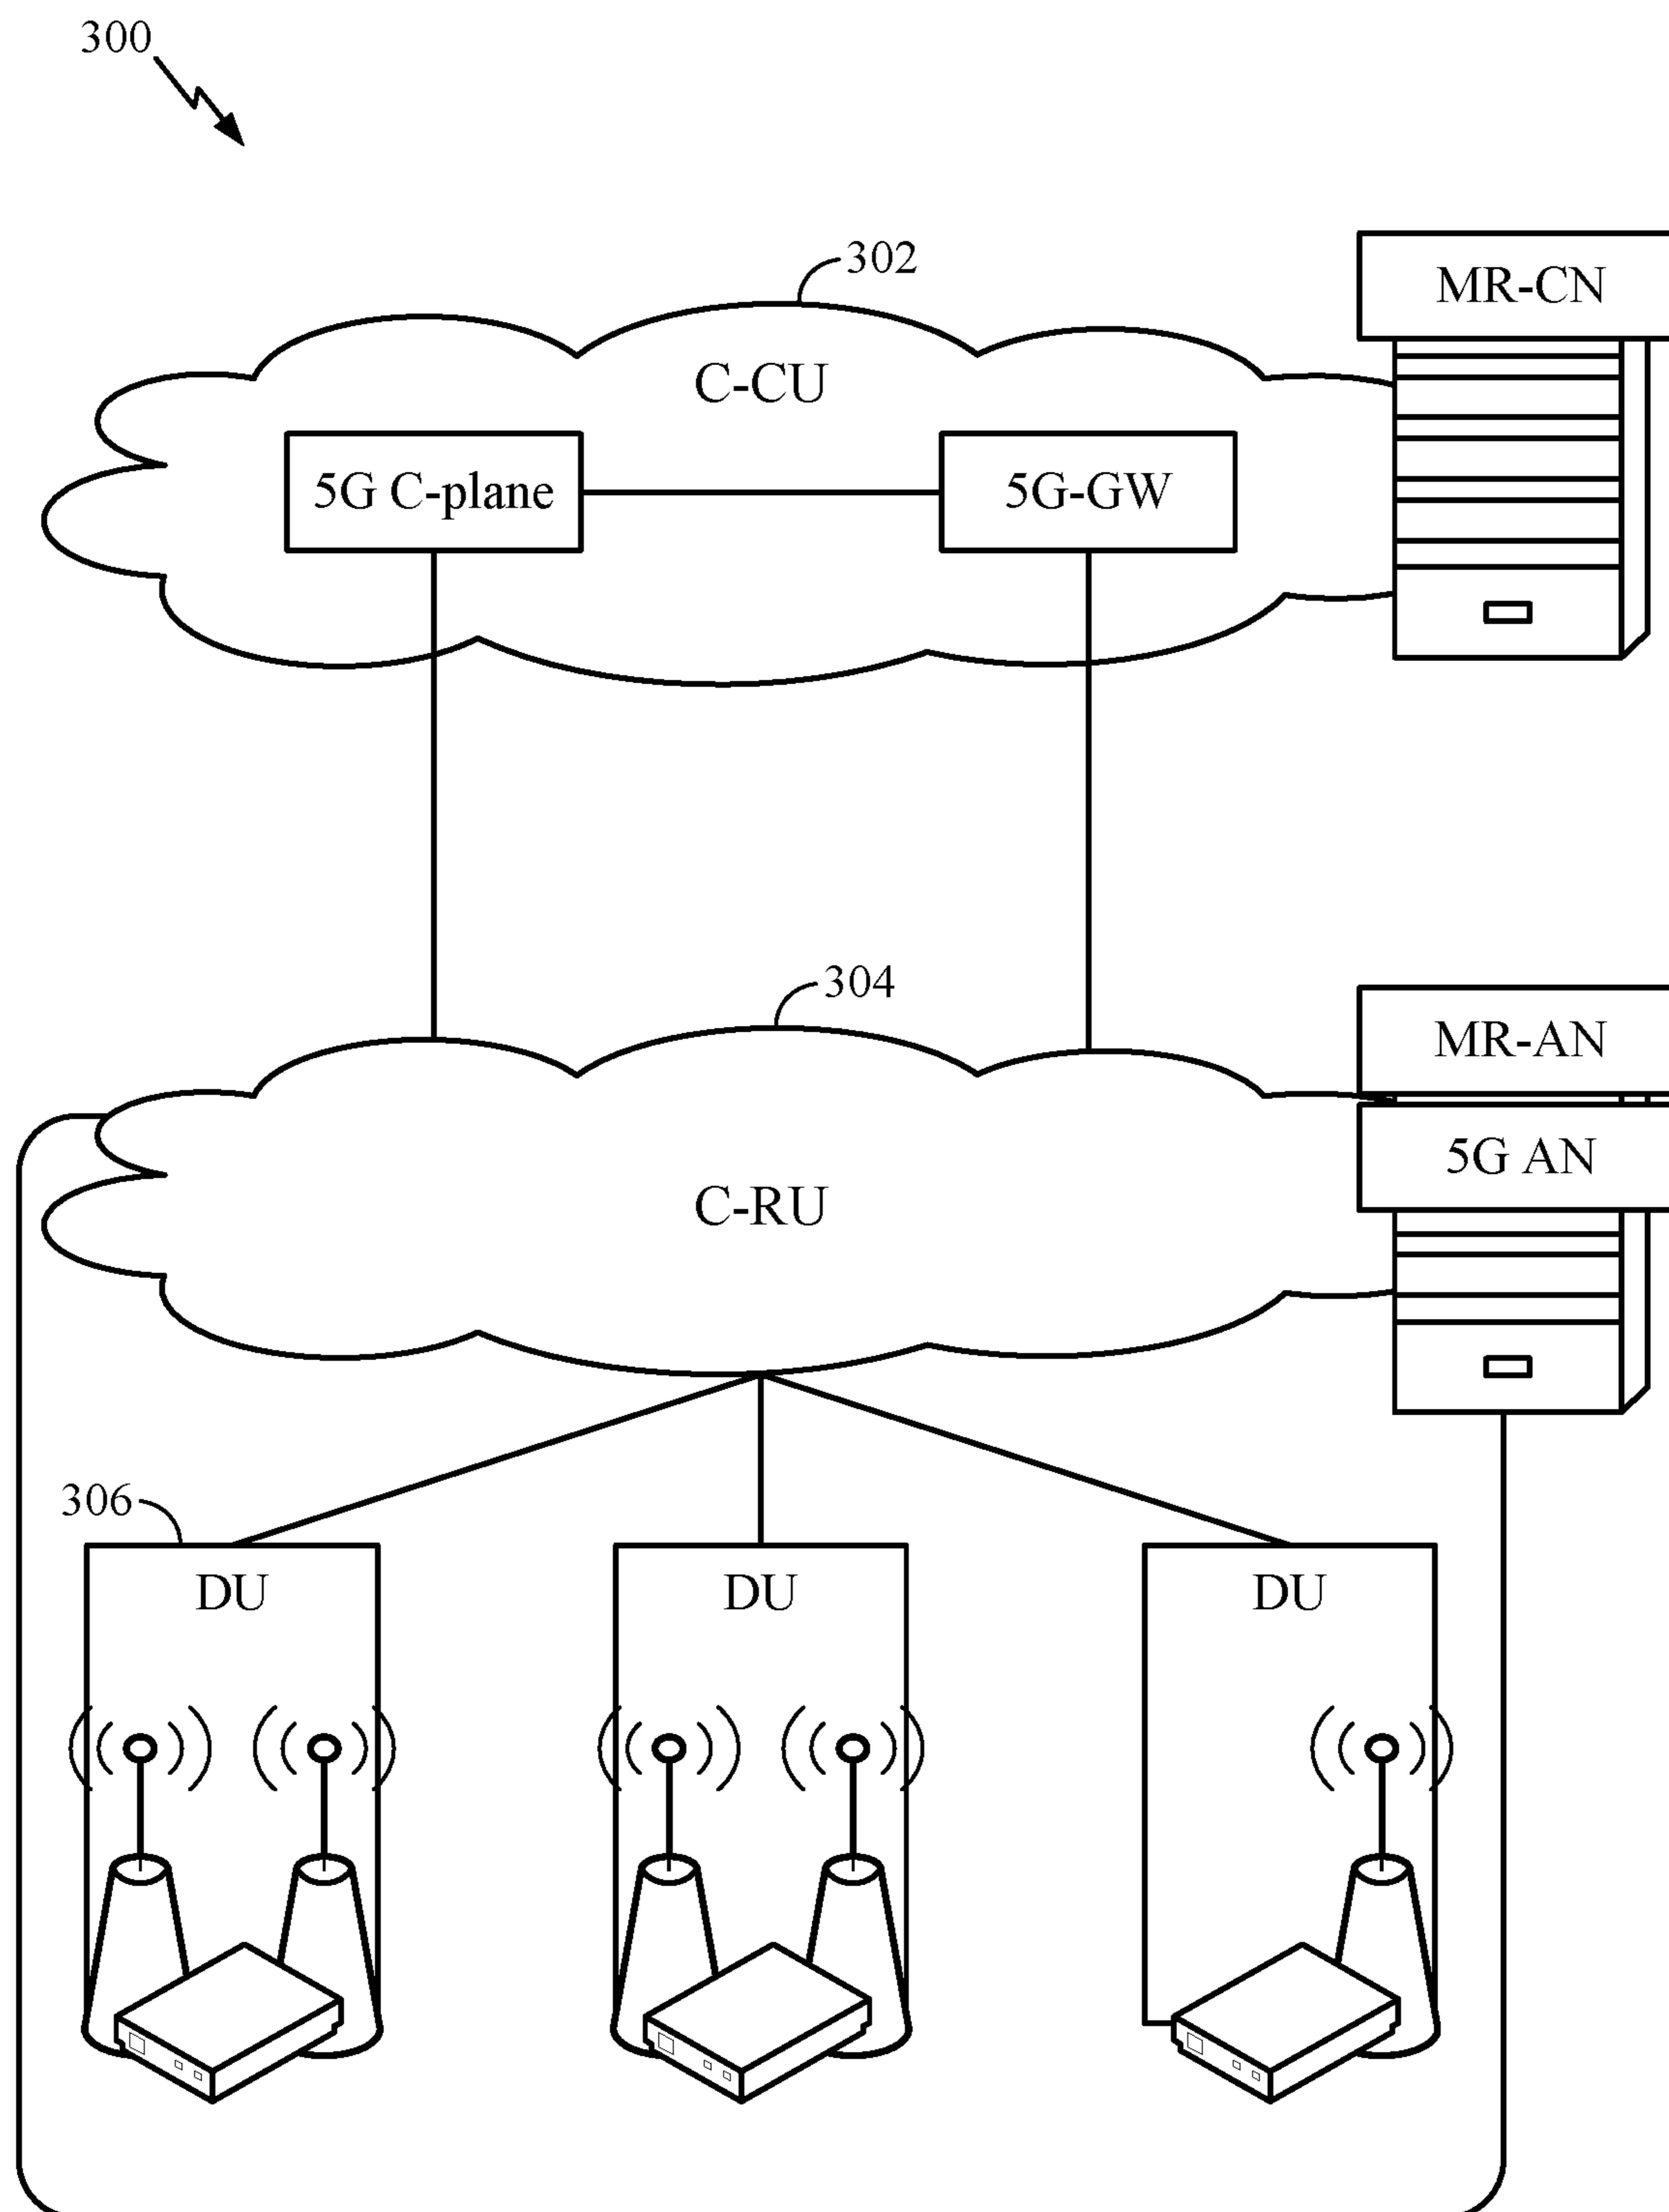 300
302
MR-CN
C-CU
5G C-plane
5G-GW
304
MR-AN
5G AN
C-RU
306
DU
DU
DU